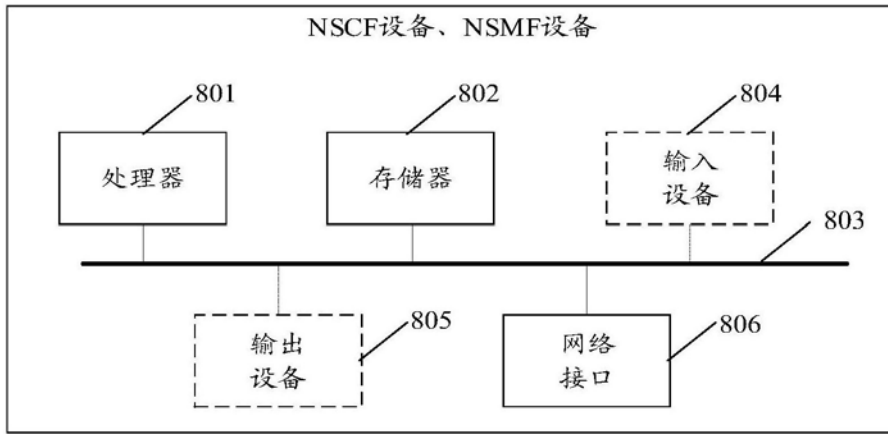 NSCF设备、NSMF设备
801
802
804
处理器
存储器
输入
设备
803
805
806
输出
设备
网络
接口